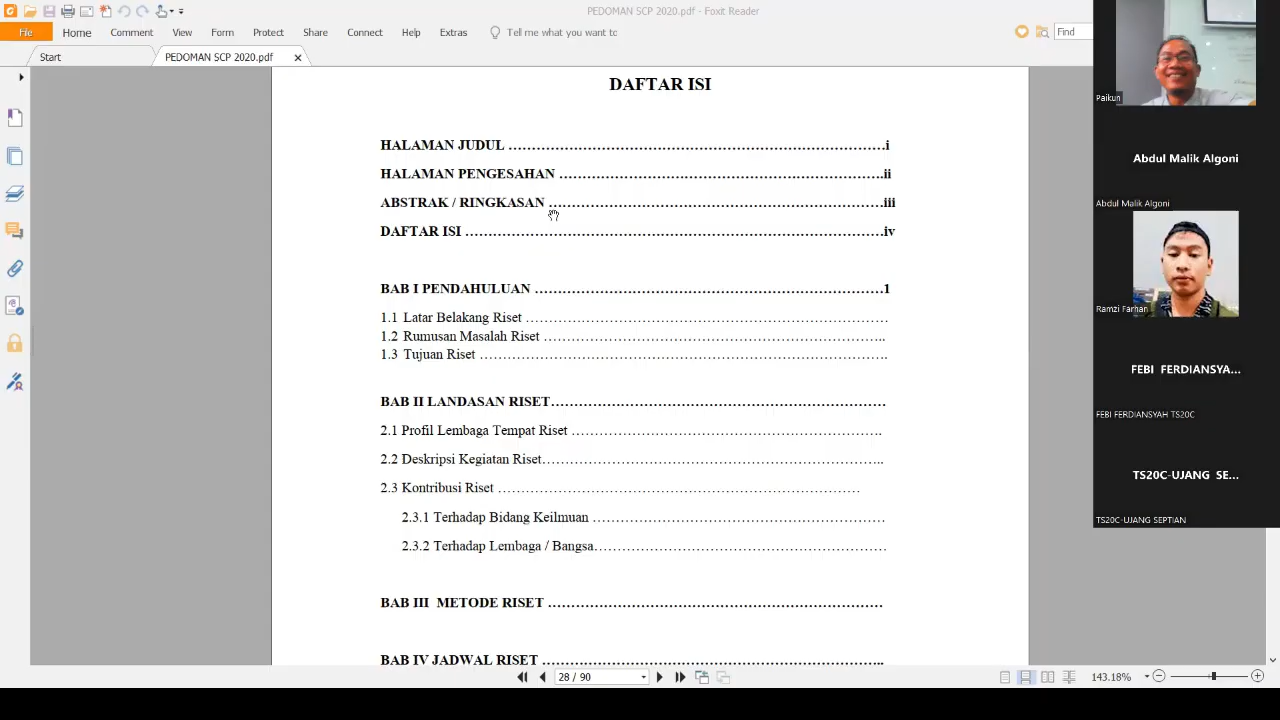 PEDOMAN SCP 2020.pdf - Foxit Reader
File Home Comment View Form Protect Share Connect Help Extras Tell me what you want to Find
Start PEDOMAN SCP 2020.pdf
DAFTAR ISI
HALAMAN JUDUL ……………………………………………………………………….i
HALAMAN PENGESAHAN ……………………………………………………………..ii
ABSTRAK / RINGKASAN ……………………………………………………………….iii
DAFTAR ISI ……………………………………………………………………………….iv
BAB I PENDAHULUAN ………………………………………………………………….1
1.1 Latar Belakang Riset ……………………………………………………………………
1.2 Rumusan Masalah Riset ………………………………………………………………..
1.3 Tujuan Riset …………………………………………………………………………….
BAB II LANDASAN RISET………………………………………………………………
2.1 Profil Lembaga Tempat Riset ………………………………………………………….
2.2 Deskripsi Kegiatan Riset………………………………………………………………..
2.3 Kontribusi Riset ……………………………………………………………………
2.3.1 Terhadap Bidang Keilmuan ………………………………………………………
2.3.2 Terhadap Lembaga / Bangsa………………………………………………………
BAB III METODE RISET ………………………………………………………………
BAB IV JADWAL RISET ………………………………………………………………..
28 / 90
143.18%
Paikun
Abdul Malik Algoni
Abdul Malik Algoni
Ramzi Farhan
FEBI FERDIANSYA...
FEBI FERDIANSYAH TS20C
TS20C-UJANG SE...
TS20C-UJANG SEPTIAN